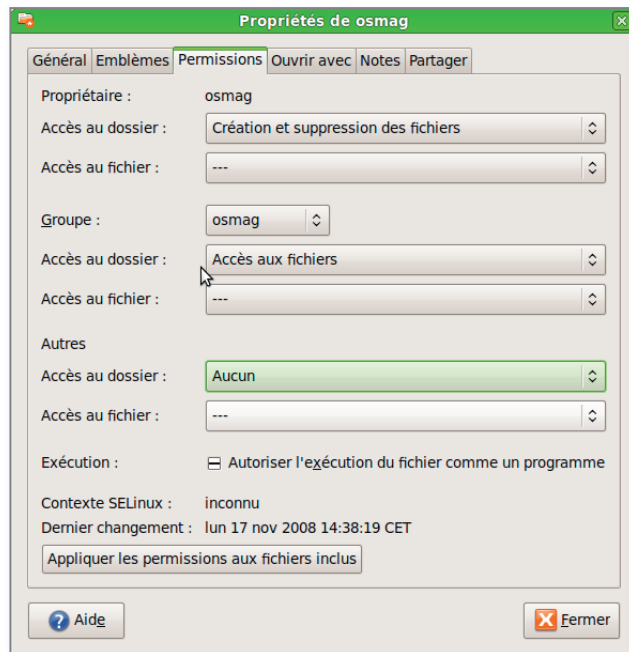 Propriétés de osmag
Général Emblèmes Permissions Ouvrir avec Notes Partager
Propriétaire : osmag
Accès au dossier : Création et suppression des fichiers
Accès au fichier : ---
Groupe : osmag
Accès au dossier : Accès aux fichiers
Accès au fichier : ---
Autres
Accès au dossier : Aucun
Accès au fichier : ---
Exécution : Autoriser l'exécution du fichier comme un programme
Contexte SELinux : inconnu
Dernier changement : lun 17 nov 2008 14:38:19 CET
Appliquer les permissions aux fichiers inclus
Aide Fermer